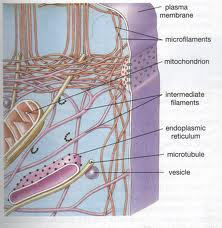 plasma
membrane
microfilaments
mitochondrion
intermediate
filaments
endoplasmic
reticulum
microtubule
vesicle